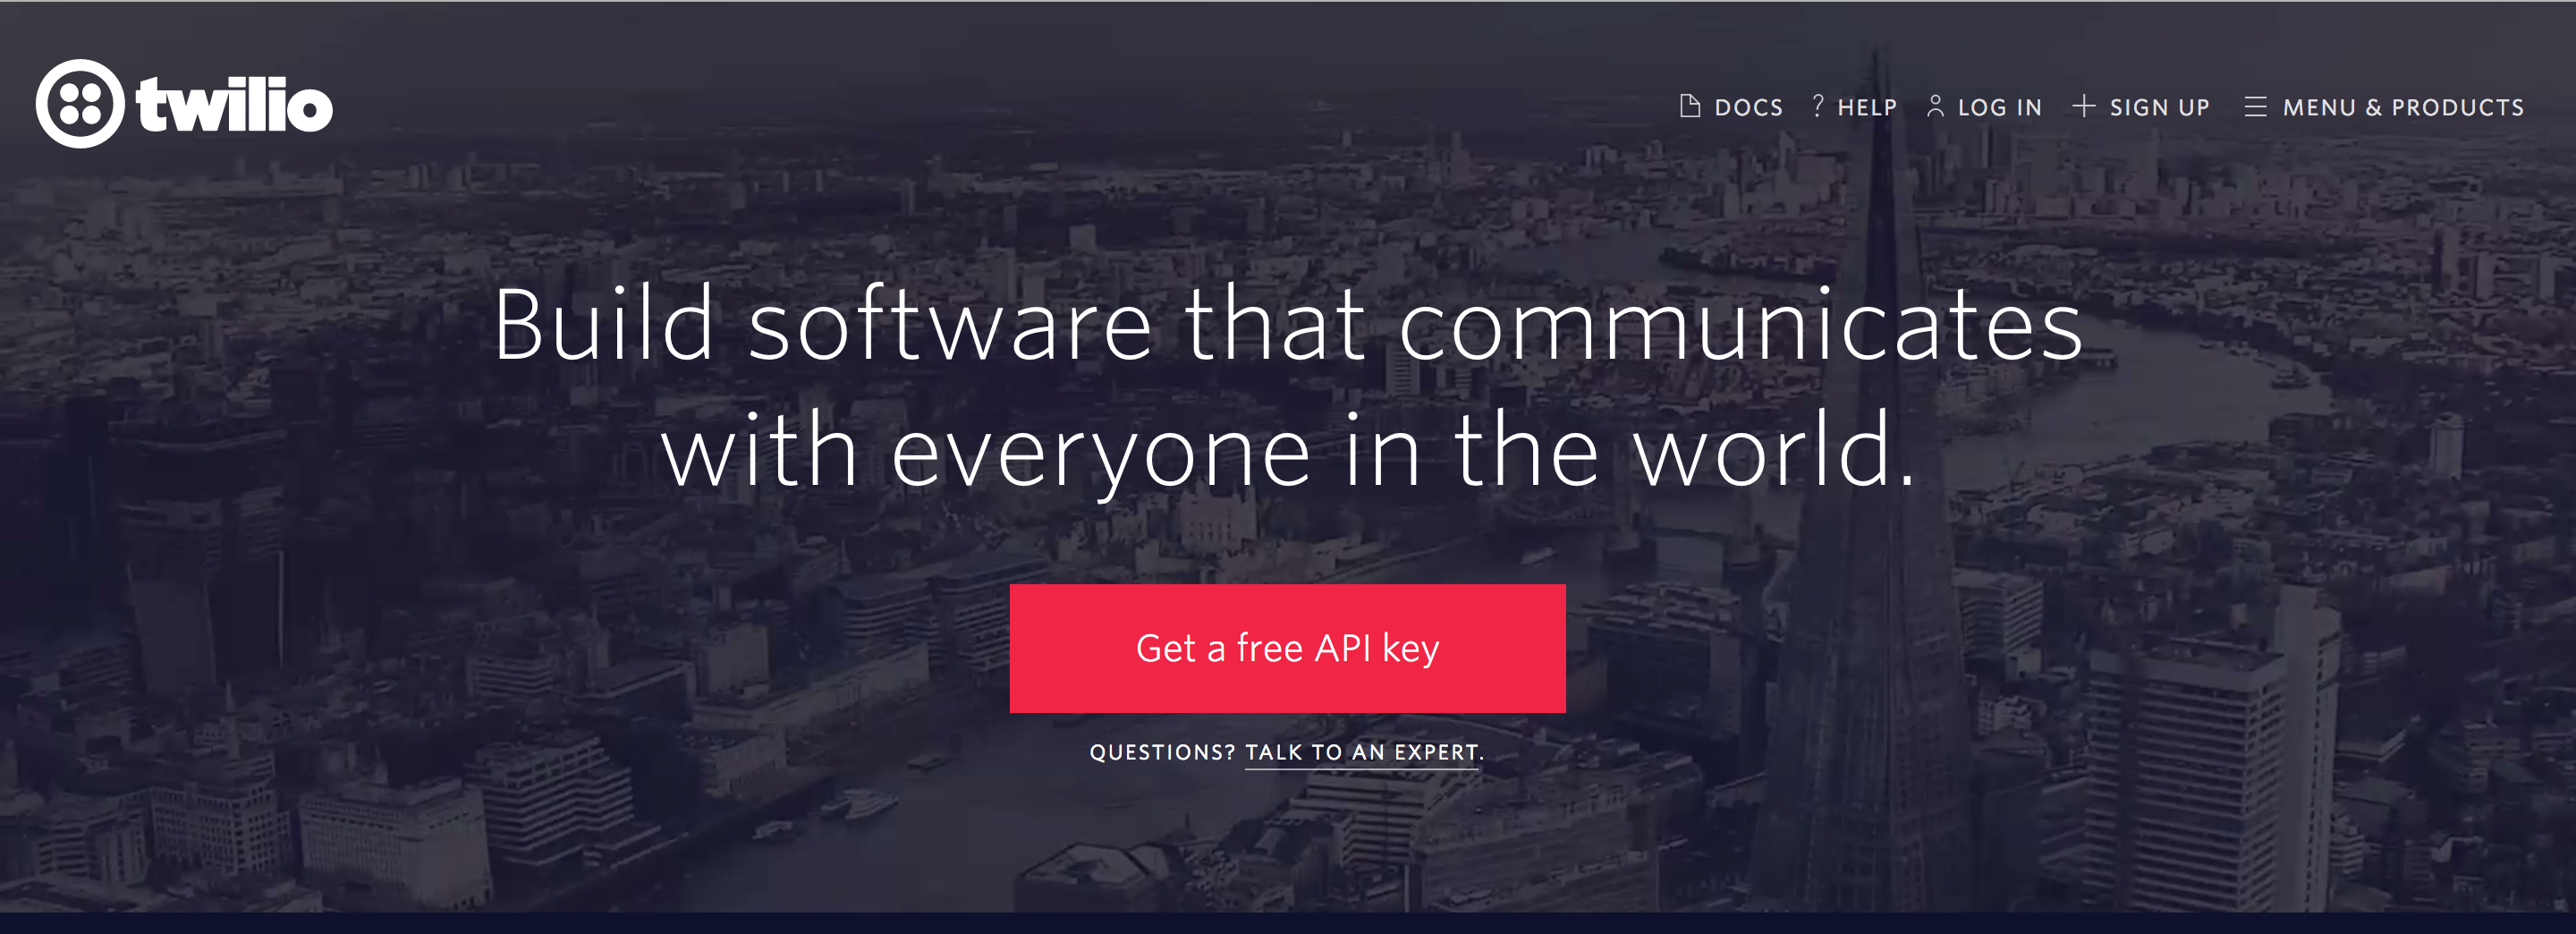 twilio
DOCS ? HELP LOG IN + SIGN UP MENU & PRODUCTS
Build software that communicates
with everyone in the world.
Get a free API key
QUESTIONS? TALK TO AN EXPERT.